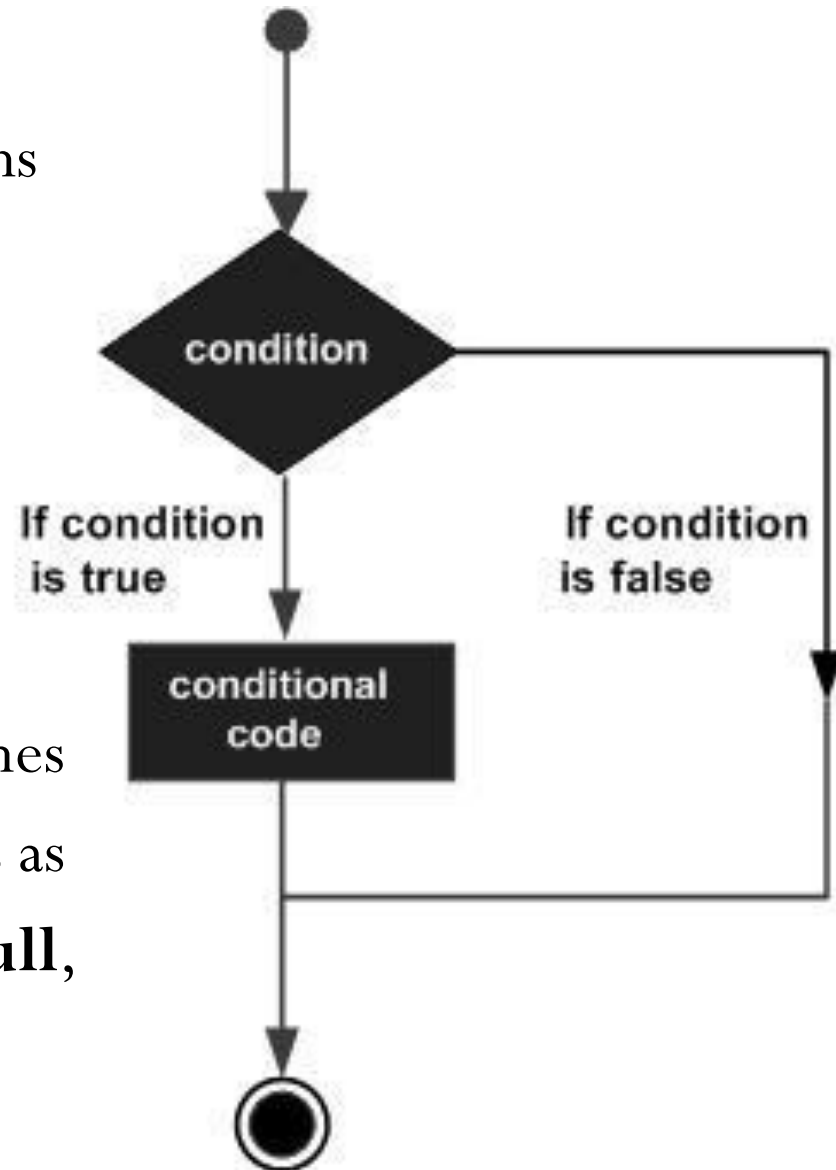 ns
condition
If condition
is true
If condition
is false
conditional
code
nes
as
ull,